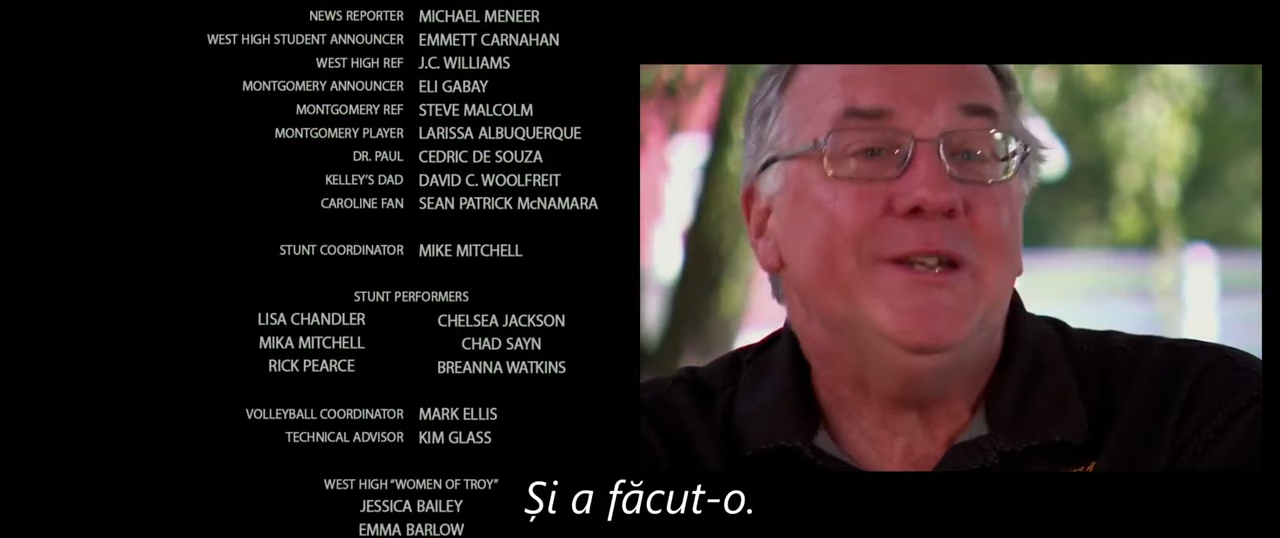 NEWS REPORTER MICHAEL MENEER
WEST HIGH STUDENT ANNOUNCER EMMETT CARNAHAN
WEST HIGH REF J.C. WILLIAMS
MONTGOMERY ANNOUNCER ELI GABAY
MONTGOMERY REF STEVE MALCOLM
MONTGOMERY PLAYER LARISSA ALBUQUERQUE
DR. PAUL CEDRIC DE SOUZA
KELLEY'S DAD DAVID C. WOOLFREIT
CAROLINE FAN SEAN PATRICK McNAMARA
STUNT COORDINATOR MIKE MITCHELL
STUNT PERFORMERS
LISA CHANDLER CHELSEA JACKSON
MIKA MITCHELL CHAD SAYN
RICK PEARCE BREANNA WATKINS
VOLLEYBALL COORDINATOR MARK ELLIS
TECHNICAL ADVISOR KIM GLASS
WEST HIGH "WOMEN OF TROY"
JESSICA BAILEY
EMMA BARLOW
Și a făcut-o.